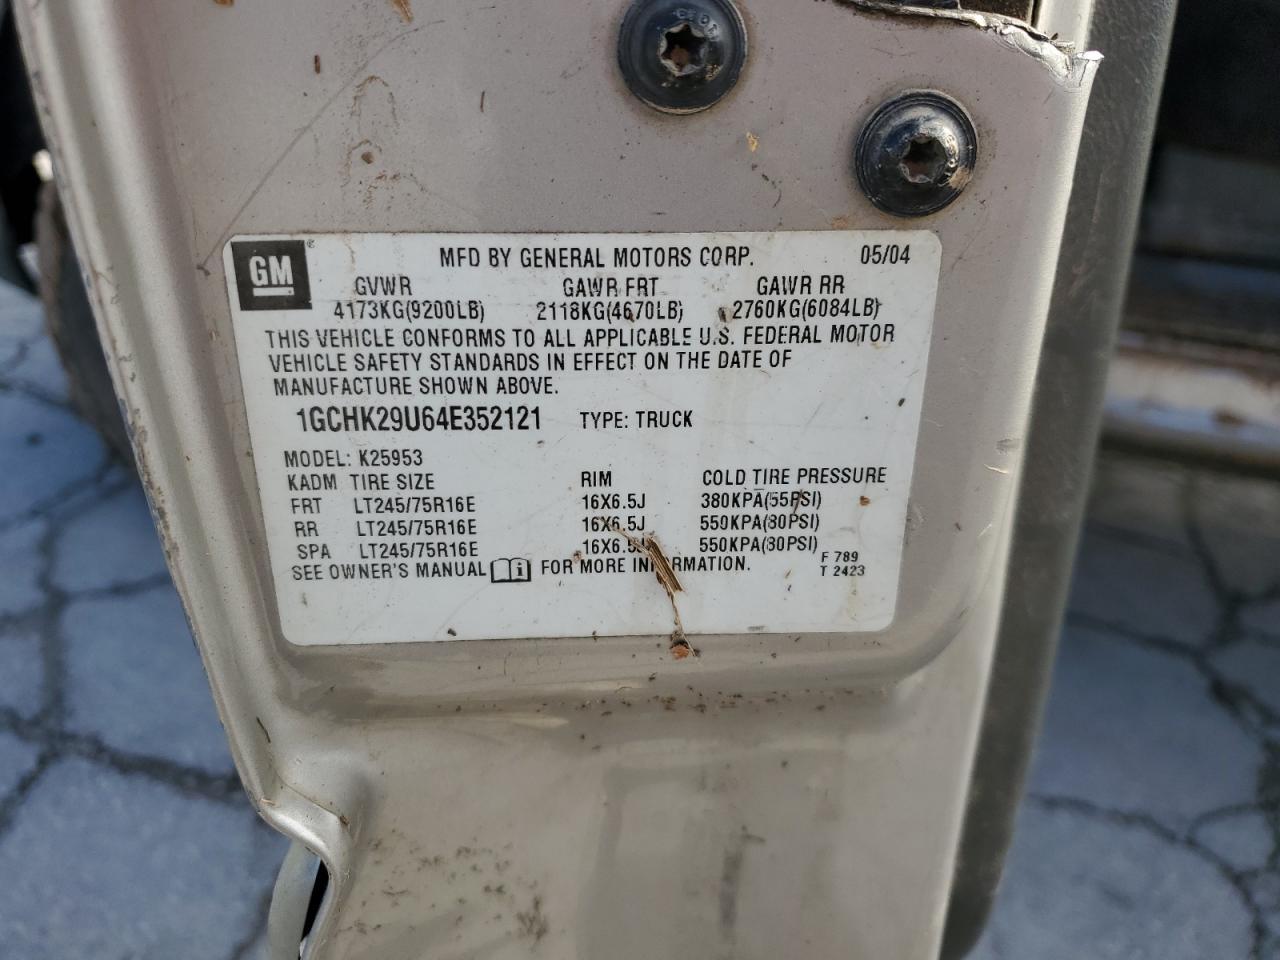 GM ® MFD BY GENERAL MOTORS CORP. 05/04
GVWR GAWR FRT GAWR RR
4173KG(9200LB) 2118KG(4670LB) 2760KG(6084LB)
THIS VEHICLE CONFORMS TO ALL APPLICABLE U.S. FEDERAL MOTOR
VEHICLE SAFETY STANDARDS IN EFFECT ON THE DATE OF
MANUFACTURE SHOWN ABOVE.
1GCHK29U64E352121 TYPE: TRUCK
MODEL: K25953
KADM TIRE SIZE RIM COLD TIRE PRESSURE
FRT LT245/75R16E 16X6.5J 380KPA(55PSI)
RR LT245/75R16E 16X6.5J 550KPA(80PSI)
SPA LT245/75R16E 16X6.5J 550KPA(80PSI)
SEE OWNER'S MANUAL FOR MORE INFORMATION.
F 789
T 2423